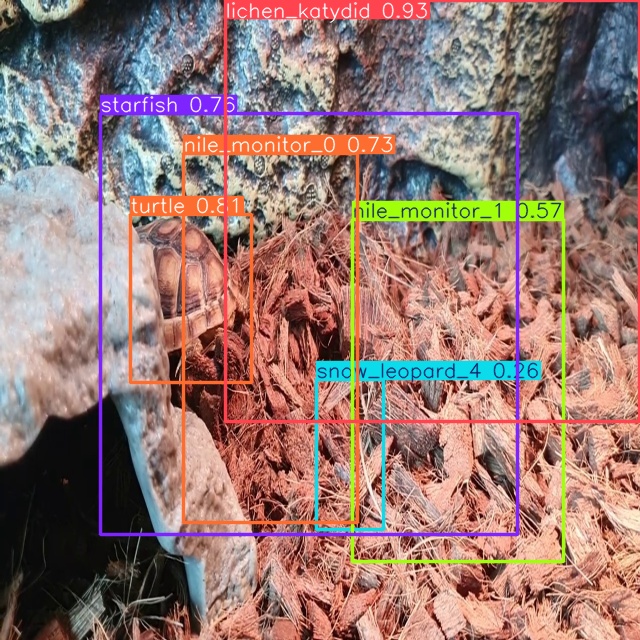 lichen_katydid 0.93
starfish 0.76
nile_monitor_0 0.73
turtle 0.81
nile_monitor_1 0.57
snow_leopard_4 0.26